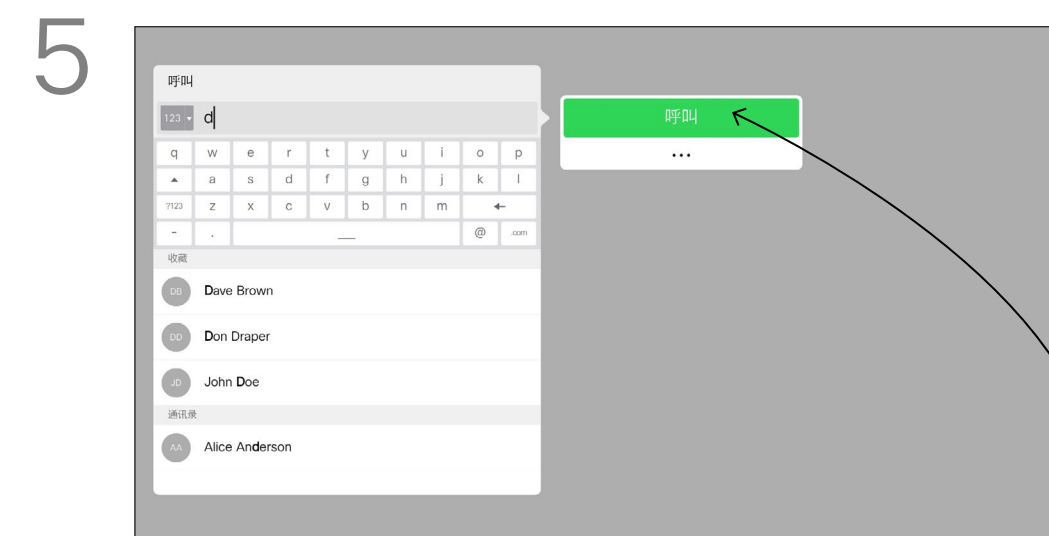 5
呼叫
123 d
呼叫
...
q w e r t y u i o p
a s d f g h j k l
?123 z x c v b n m
- . @ .com
收藏
DB Dave Brown
DD Don Draper
JD John Doe
通讯录
AA Alice Anderson